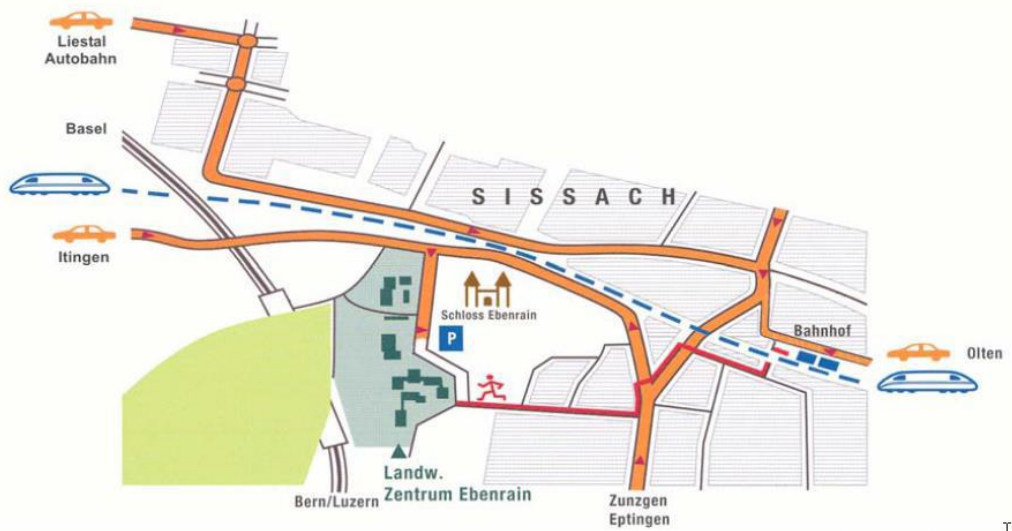 Liestal
Autobahn
Basel
SISSACH
Itingen
Schloss Ebenrain
P
Bahnhof
Olten
Landw.
Zentrum Ebenrain
Bern/Luzern
Zunzgen
Eptingen